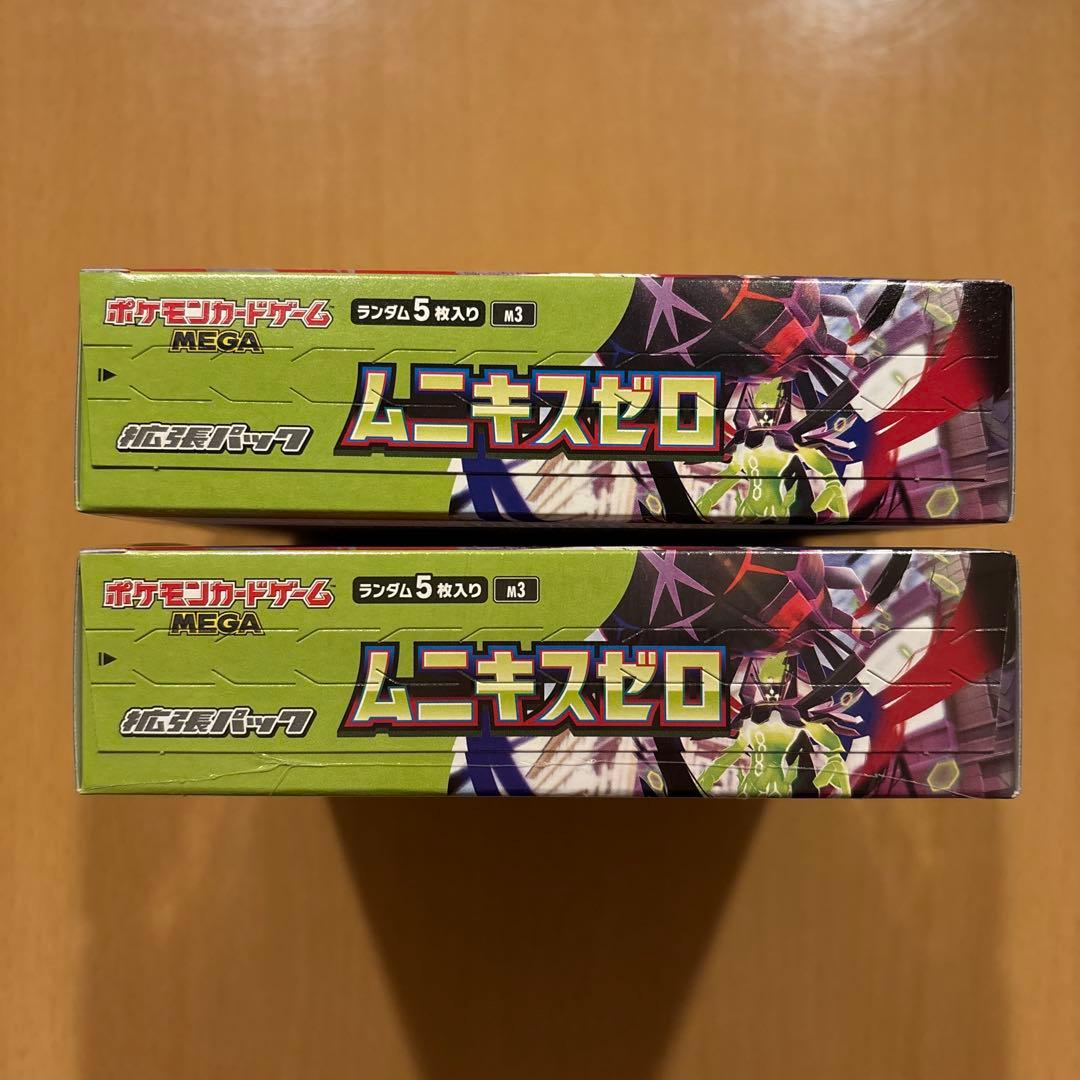 ポケモンカードゲーム
MEGA
ランダム5枚入り M3
ムニキスゼロ
拡張パック
ポケモンカードゲーム
MEGA
ランダム5枚入り M3
ムニキスゼロ
拡張パック